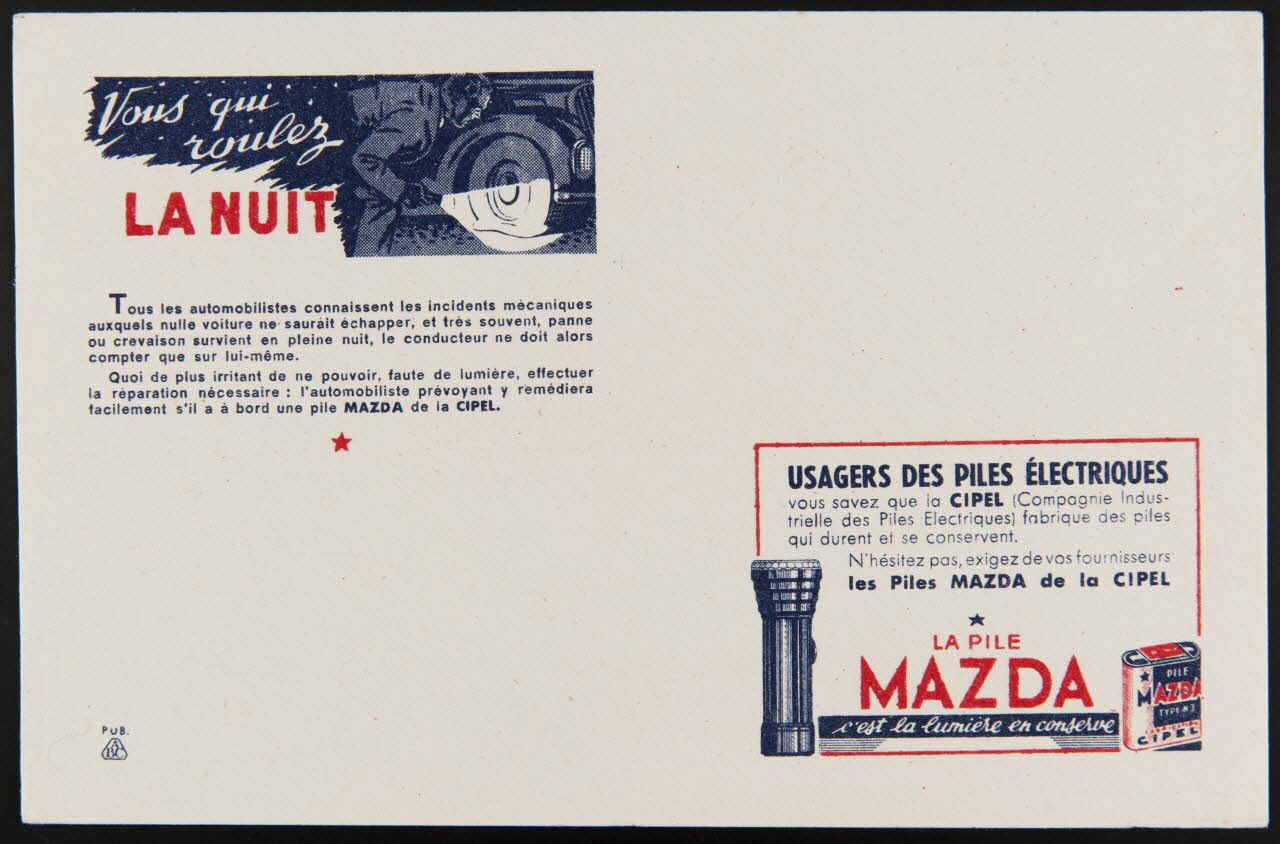 Vous qui
roulez
LA NUIT
Tous les automobilistes connaissent les incidents mécaniques
auxquels nulle voiture ne saurait échapper, et très souvent, panne
ou crevaison survient en pleine nuit, le conducteur ne doit alors
compter que sur lui-même.
Quoi de plus irritant de ne pouvoir, faute de lumière, effectuer
la réparation nécessaire : l'automobiliste prévoyant y remédiera
facilement s'il a à bord une pile MAZDA de la CIPEL.
PUB.
ABC
USAGERS DES PILES ÉLECTRIQUES
vous savez que la CIPEL (Compagnie Indus-
trielle des Piles Electriques) fabrique des piles
qui durent et se conservent.
N'hésitez pas, exigez de vos fournisseurs
les Piles MAZDA de la CIPEL
LA PILE
MAZDA
c'est la lumière en conserve
PILE
MAZDA
TYPE N3
FABRICATION
CIPEL